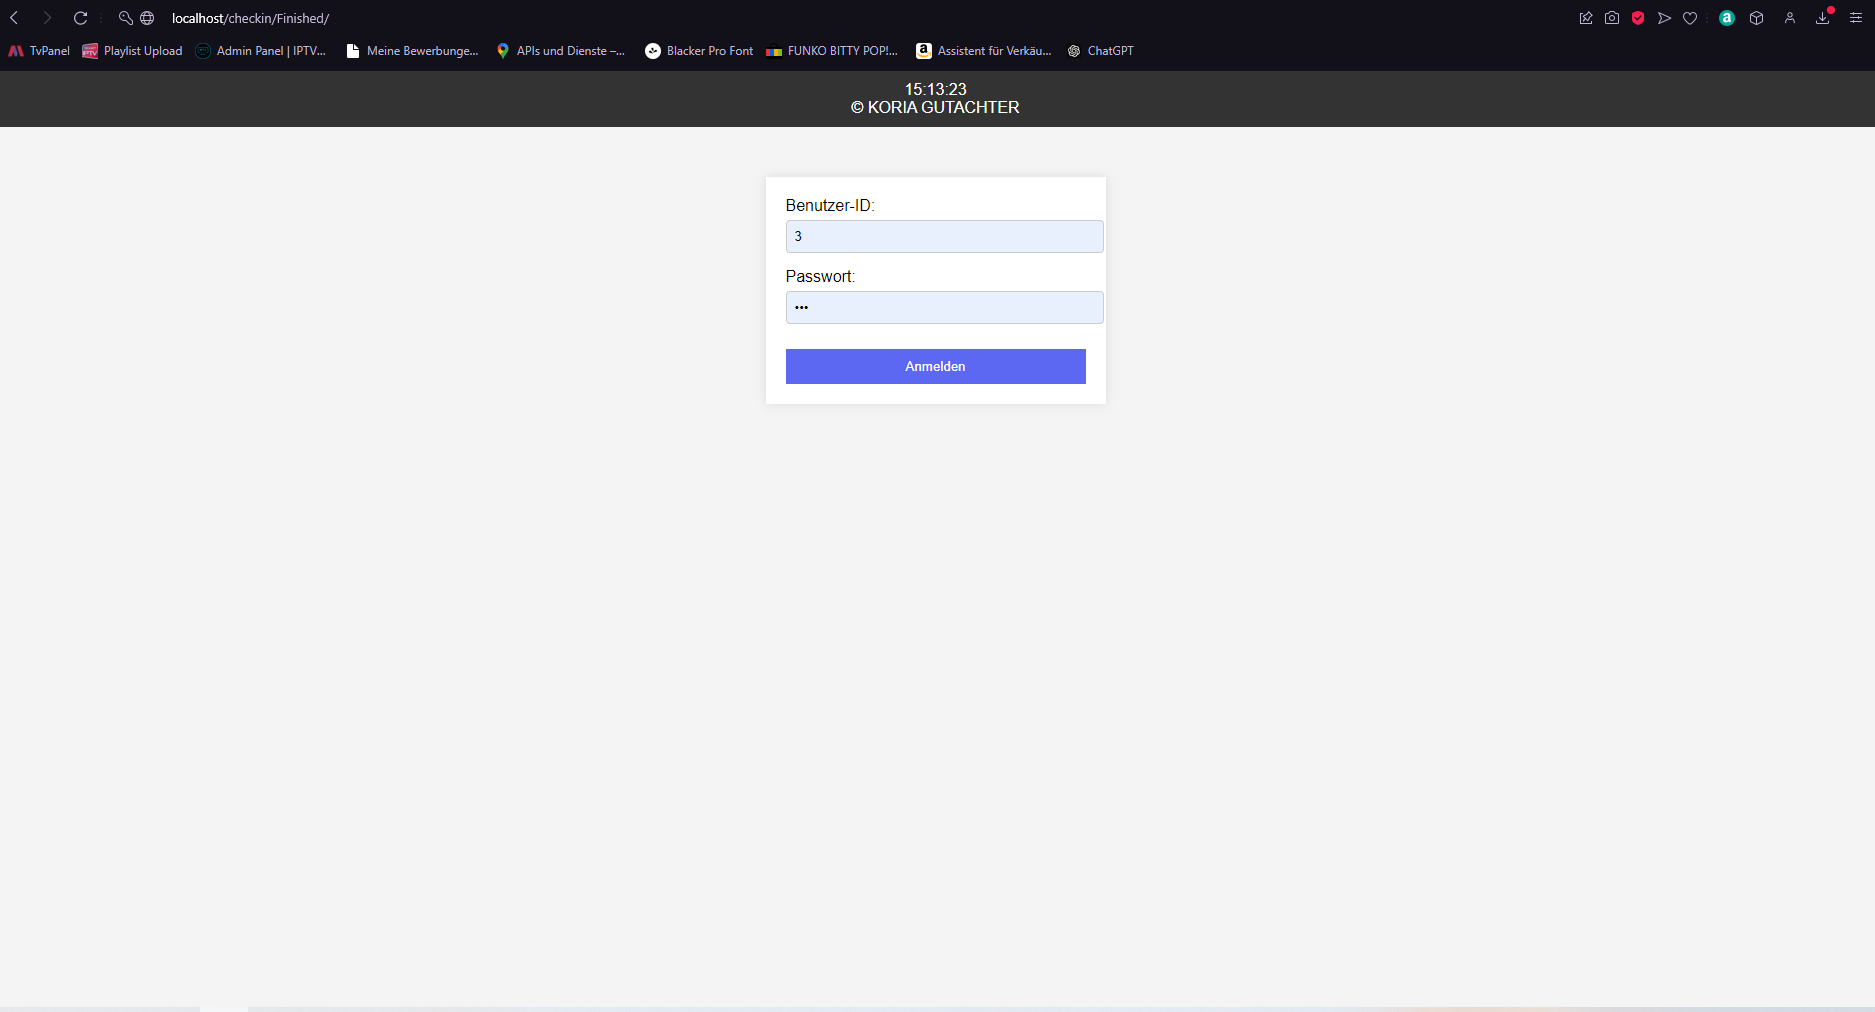 localhost/checkin/Finished/
TvPanel Playlist Upload Admin Panel | IPTV... Meine Bewerbunge... APIs und Dienste –... Blacker Pro Font FUNKO BITTY POP!... Assistent für Verkäu... ChatGPT
15:13:23
© KORIA GUTACHTER
Benutzer-ID:
3
Passwort:
•••
Anmelden